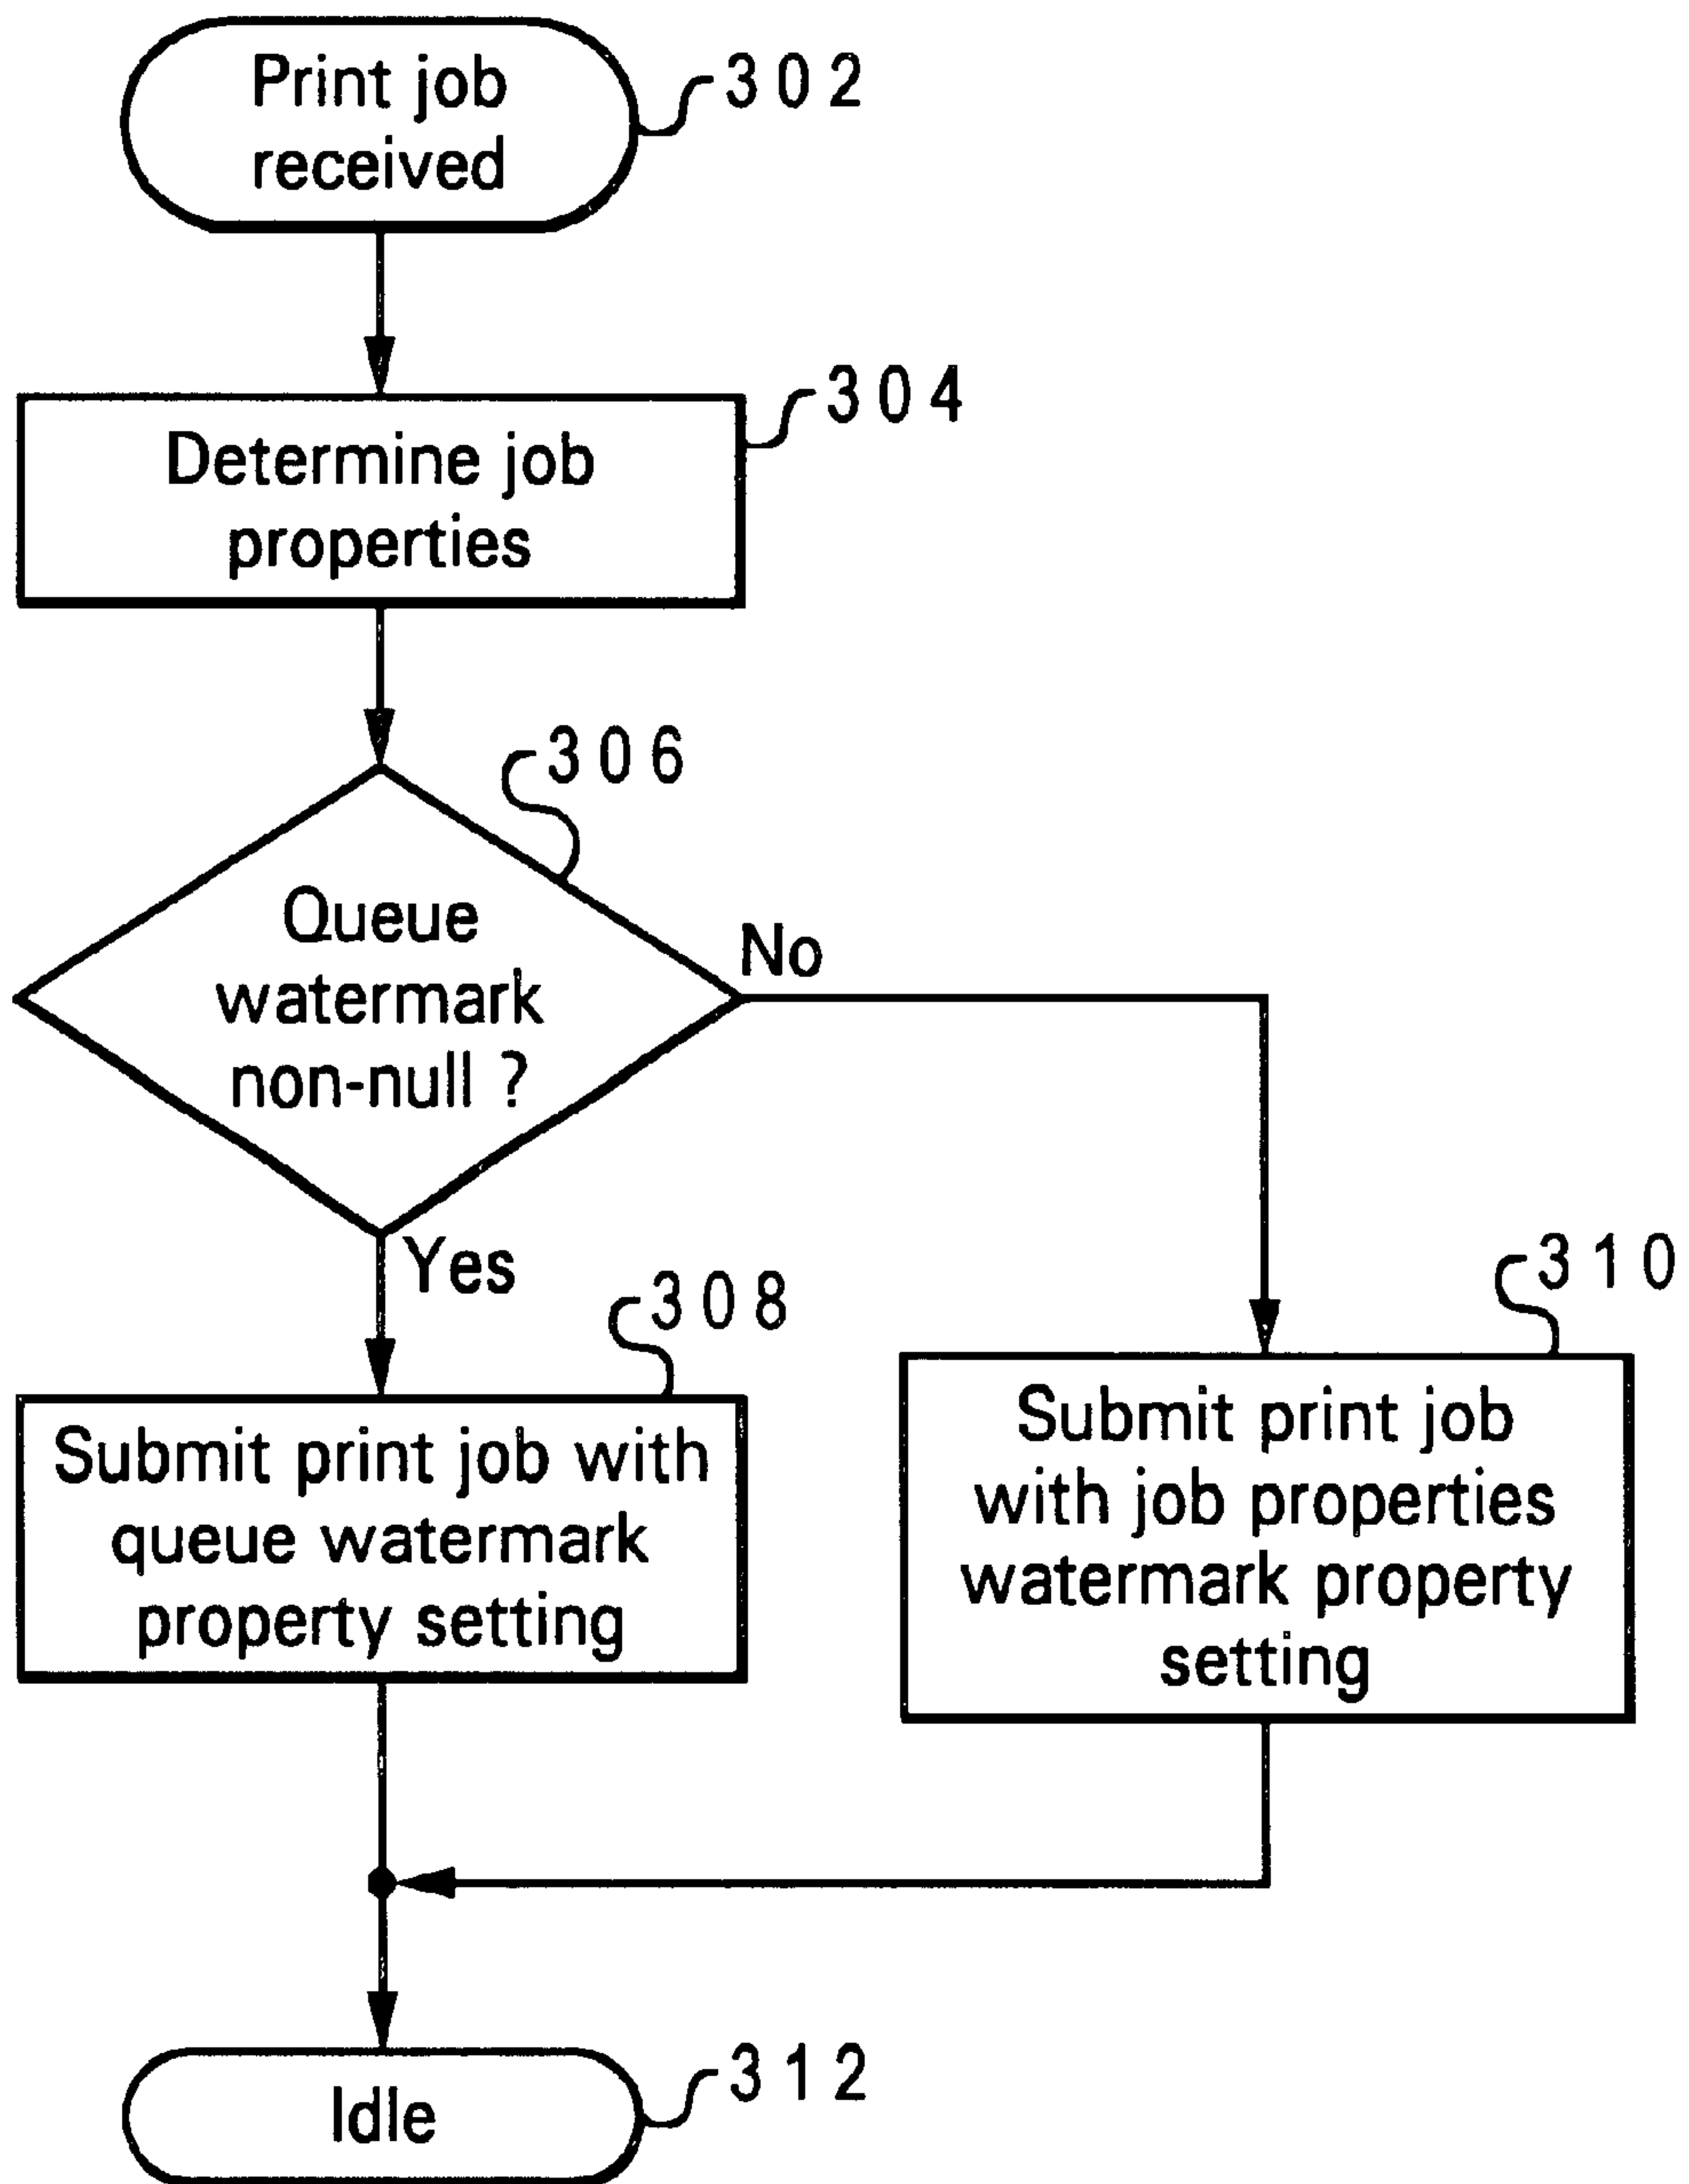 Print job
received
302
Determine job
properties
304
306
Queue
watermark
non-null ?
No
Yes
308
Submit print job with
queue watermark
property setting
310
Submit print job
with job properties
watermark property
setting
Idle
312